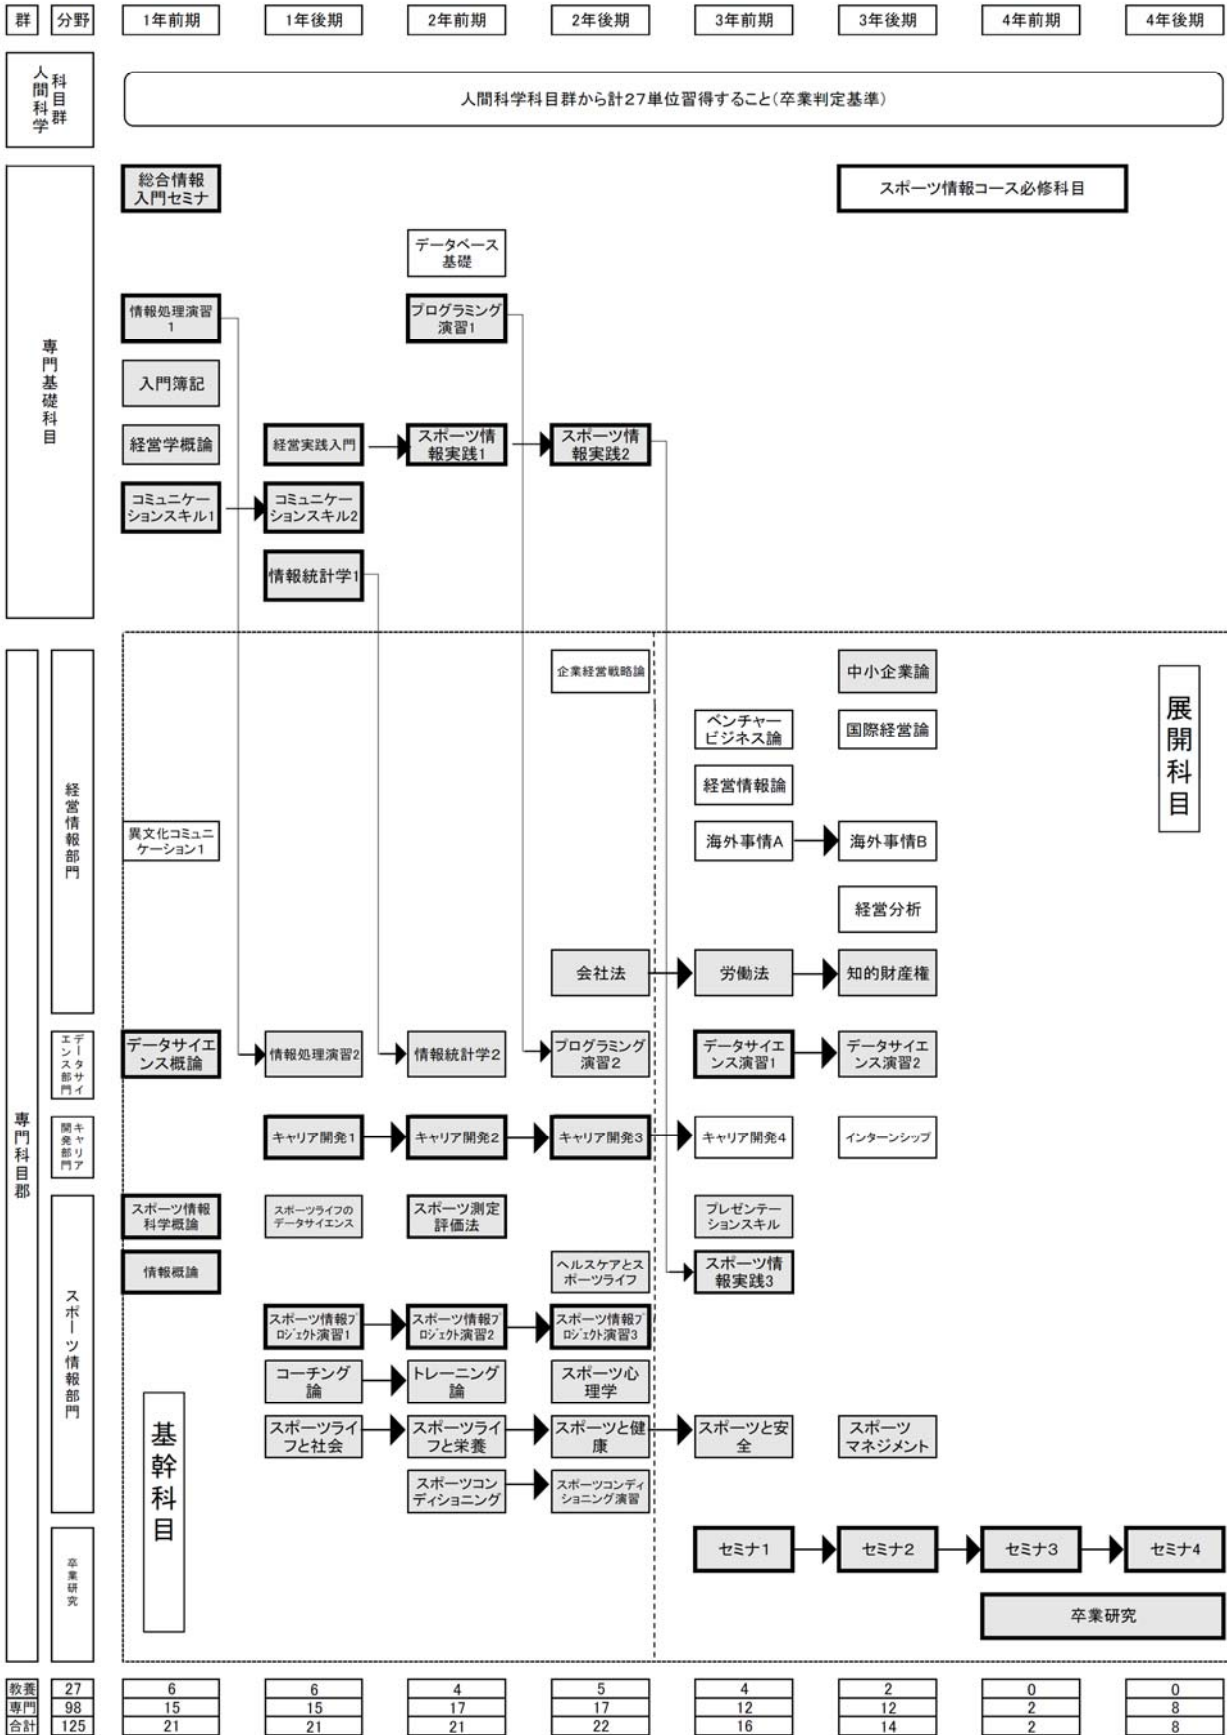 群 分野 1年前期 1年後期 2年前期 2年後期 3年前期 3年後期 4年前期 4年後期
人間科学
科目群
人間科学科目群から計27単位習得すること(卒業判定基準)
専門基礎科目
総合情報
入門セミナ
スポーツ情報コース必修科目
データベース
基礎
情報処理演習
1
プログラミング
演習1
入門簿記
経営学概論
経営実践入門
スポーツ情
報実践1
スポーツ情
報実践2
コミュニケー
ションスキル1
コミュニケー
ションスキル2
情報統計学1
専門科目郡
経営情報部門
企業経営戦略論
中小企業論
展開科目
ベンチャー
ビジネス論
国際経営論
経営情報論
異文化コミュニ
ケーション1
海外事情A
海外事情B
経営分析
会社法
労働法
知的財産権
データサイ
エンス部門
データサイエ
ンス概論
情報処理演習2
情報統計学2
プログラミング
演習2
データサイエ
ンス演習1
データサイエ
ンス演習2
キャリア
開発部門
キャリア開発1
キャリア開発2
キャリア開発3
キャリア開発4
インターンシップ
スポーツ情報部門
スポーツ情報
科学概論
スポーツライフの
データサイエンス
スポーツ測定
評価法
プレゼンテー
ションスキル
情報概論
ヘルスケアとス
ポーツライフ
スポーツ情
報実践3
スポーツ情報プ
ロジェクト演習1
スポーツ情報プ
ロジェクト演習2
スポーツ情報プ
ロジェクト演習3
コーチング
論
トレーニング
論
スポーツ心
理学
基幹科目
スポーツライ
フと社会
スポーツライ
フと栄養
スポーツと健
康
スポーツと安
全
スポーツ
マネジメント
スポーツコン
ディショニング
スポーツコンディ
ショニング演習
卒業研究
セミナ1
セミナ2
セミナ3
セミナ4
卒業研究
教養 27 6 6 4 5 4 2 0 0
専門 98 15 15 17 17 12 12 2 8
合計 125 21 21 21 22 16 14 2 8